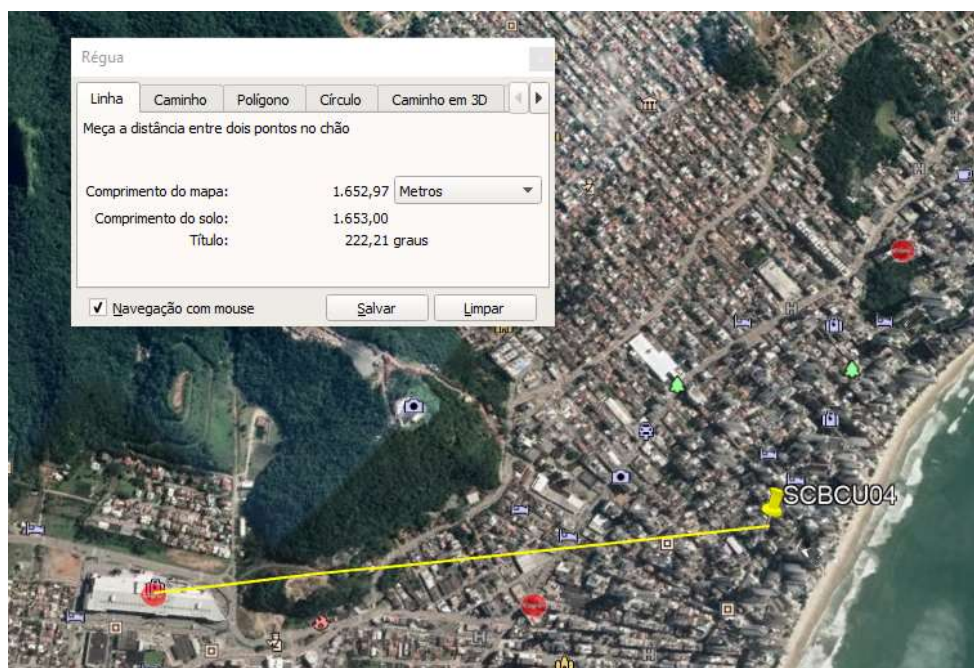 Régua
Linha Caminho Polígono Círculo Caminho em 3D
Meça a distância entre dois pontos no chão
Comprimento do mapa: 1.652,97 Metros
Comprimento do solo: 1.653,00
Título: 222,21 graus
Navegação com mouse Salvar Limpar
SCBCU04